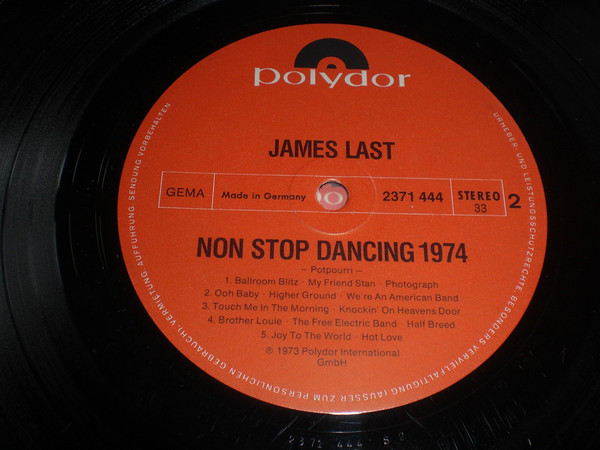 polydor
JAMES LAST
GEMA Made in Germany 2371 444 STEREO 33 2
NON STOP DANCING 1974
– Potpourri –
1. Ballroom Blitz · My Friend Stan · Photograph
2. Ooh Baby · Higher Ground · We're An American Band
3. Touch Me In The Morning · Knockin' On Heavens Door
4. Brother Louie · The Free Electric Band · Half Breed
5. Joy To The World · Hot Love
℗ 1973 Polydor International
GmbH
URHEBER- UND LEISTUNGSSCHUTZRECHTE BESONDERS VERVIELFÄLTIGUNG (AUSSER ZUM PERSÖNLICHEN GEBRAUCH), VERMIETUNG, AUFFÜHRUNG, SENDUNG VORBEHALTEN
2371 444 S 2